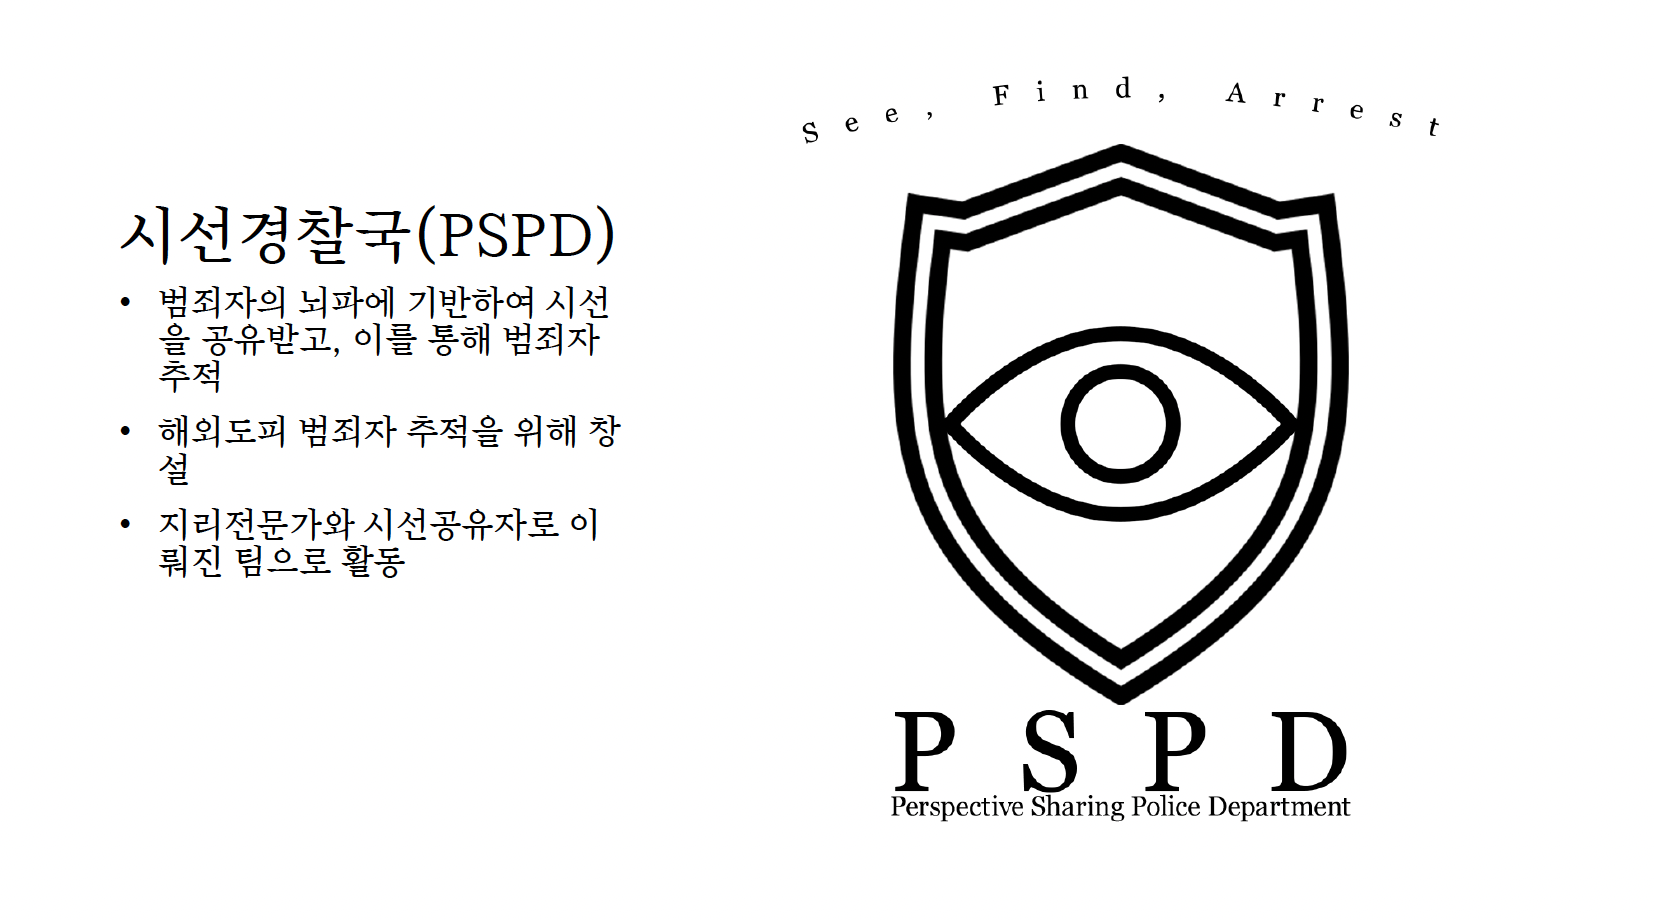 시선경찰국(PSPD)
• 범죄자의 뇌파에 기반하여 시선
을 공유받고, 이를 통해 범죄자
추적
• 해외도피 범죄자 추적을 위해 창
설
• 지리전문가와 시선공유자로 이
뤄진 팀으로 활동
See, Find, Arrest
PSPD
Perspective Sharing Police Department